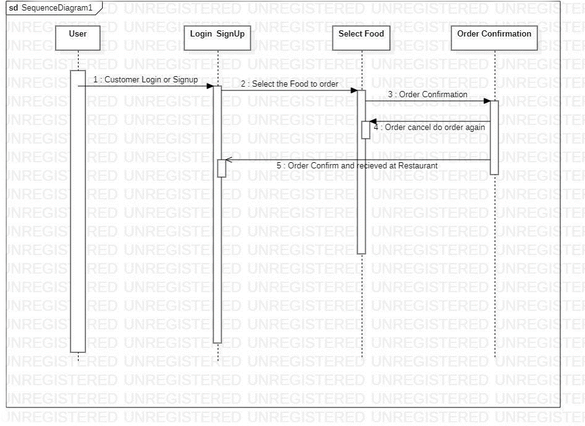 sd SequenceDiagram1
User
Login SignUp
Select Food
Order Confirmation
1 : Customer Login or Signup
2 : Select the Food to order
3 : Order Confirmation
4 : Order cancel do order again
5 : Order Confirm and recieved at Restaurant
UNREGISTERED UNREGISTERED UNREGISTERED UNREGISTERED UNREGISTERED